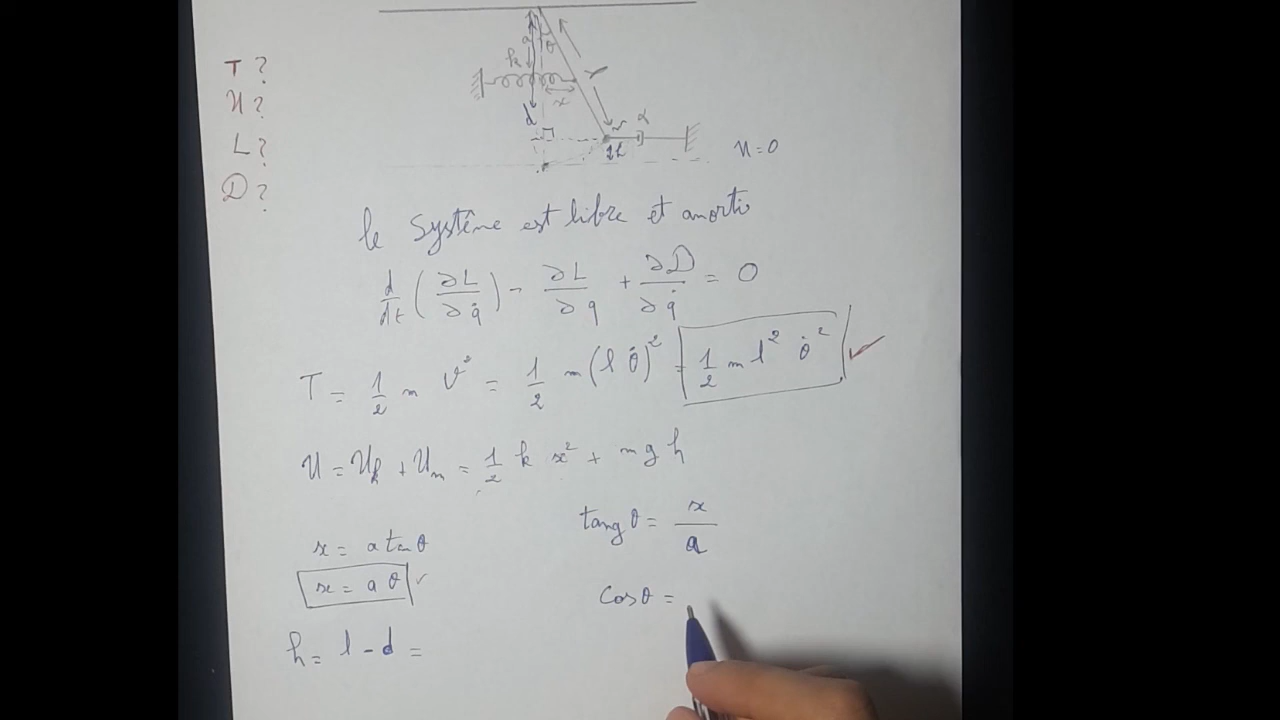 T ?
U ?
L ?
D ?
a
θ
k
l
x
d
α
h
U=0
le Système est libre et amorti
d/dt (∂L/∂q̇) - ∂L/∂q + ∂D/∂q̇ = 0
T = 1/2 m v² = 1/2 m (l θ̇)² = 1/2 m l² θ̇²
U = Uk + Um = 1/2 k x² + m g h
tang θ = x/a
x = a tan θ
x = a θ
cos θ =
h = l - d =